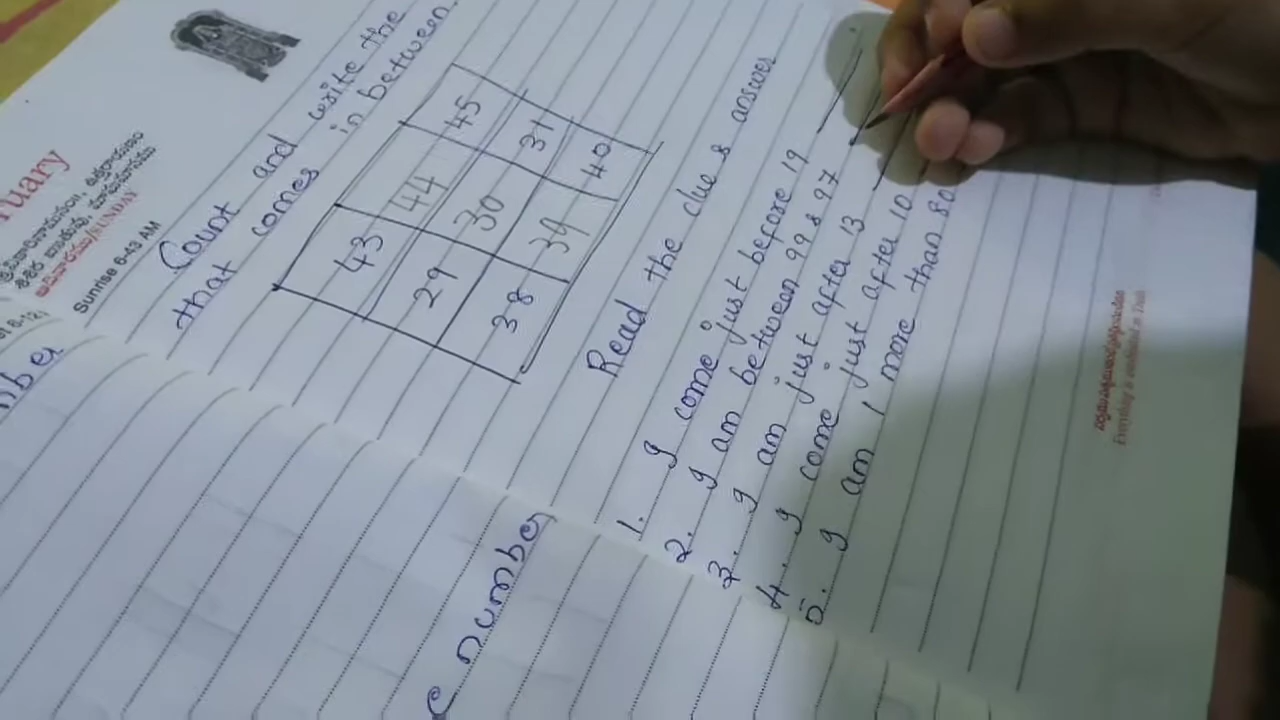 Count and write the
that comes in between.
43 44 45
29 30 31
38 39 40
Read the clue & answer
1. I come just before 19
2. I am between 99 & 97
3. I am just after 13
4. I come just after 10
5. I am 1 more than 80
number
Sunrise 6-43 AM
/SUNDAY